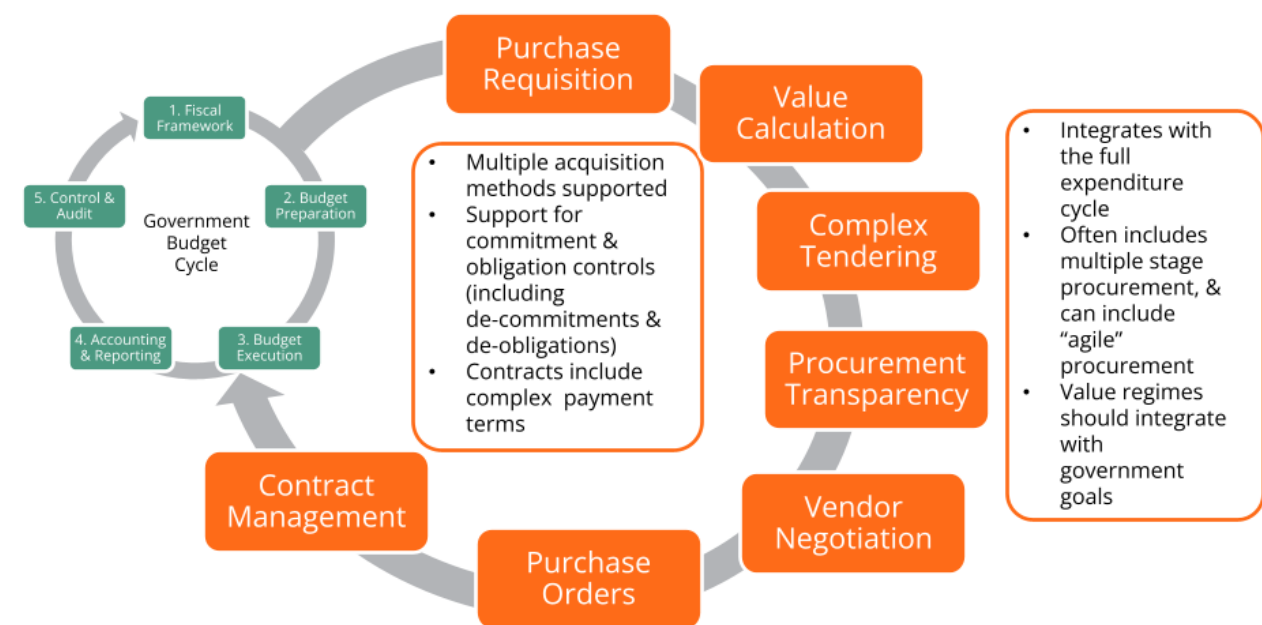 Purchase
Requisition
Value
Calculation
Complex
Tendering
Procurement
Transparency
Vendor
Negotiation
Purchase
Orders
Contract
Management
1. Fiscal
Framework
2. Budget
Preparation
3. Budget
Execution
4. Accounting
& Reporting
5. Control &
Audit
Government
Budget
Cycle
• Multiple acquisition
methods supported
• Support for
commitment &
obligation controls
(including
de-commitments &
de-obligations)
• Contracts include
complex payment
terms
• Integrates with
the full
expenditure
cycle
• Often includes
multiple stage
procurement, &
can include
“agile”
procurement
• Value regimes
should integrate
with
government
goals